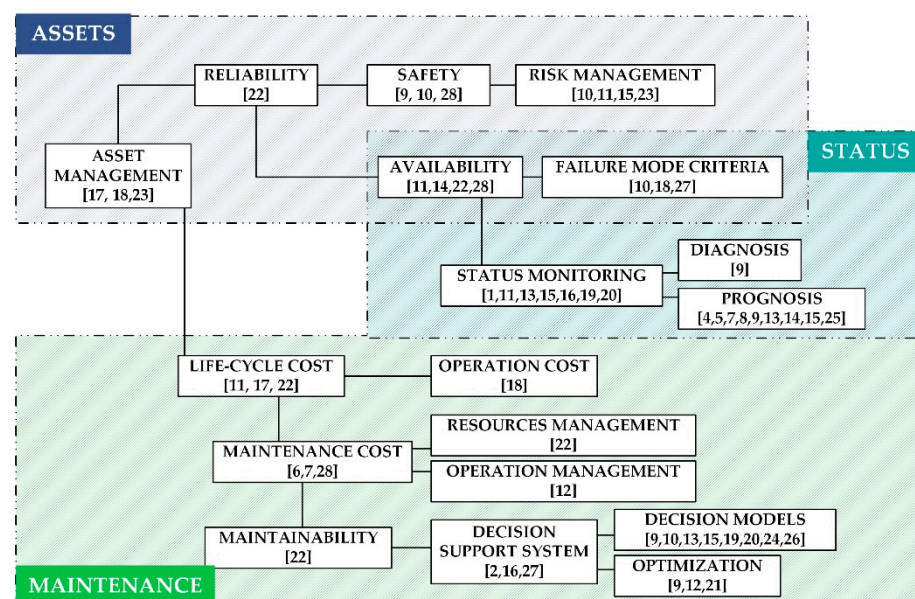 ASSETS
RELIABILITY
[22]
SAFETY
[9, 10, 28]
RISK MANAGEMENT
[10,11,15,23]
ASSET
MANAGEMENT
[17, 18,23]
STATUS
AVAILABILITY
[11,14,22,28]
FAILURE MODE CRITERIA
[10,18,27]
DIAGNOSIS
[9]
STATUS MONITORING
[1,11,13,15,16,19,20]
PROGNOSIS
[4,5,7,8,9,13,14,15,25]
LIFE-CYCLE COST
[11, 17, 22]
OPERATION COST
[18]
RESOURCES MANAGEMENT
[22]
MAINTENANCE COST
[6,7,28]
OPERATION MANAGEMENT
[12]
MAINTAINABILITY
[22]
DECISION
SUPPORT SYSTEM
[2,16,27]
DECISION MODELS
[9,10,13,15,19,20,24,26]
OPTIMIZATION
[9,12,21]
MAINTENANCE